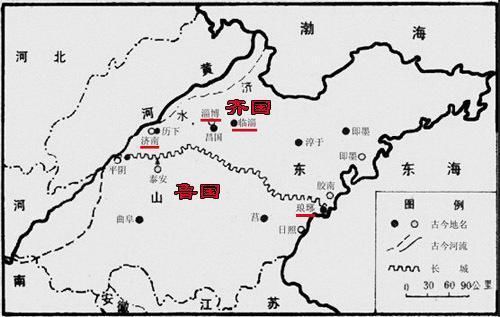 渤 海
河 北
黄
河
济
水
淄博
齐国
临淄
昌国
历下
济南
淳于
即墨
即墨
平阴
泰安
东
东 海
鲁国
山
胶南
琅琊
曲阜
莒
日照
河
南
安徽
江 苏
图 例
古今地名
古今河流
长 城
0 30 60 90公里